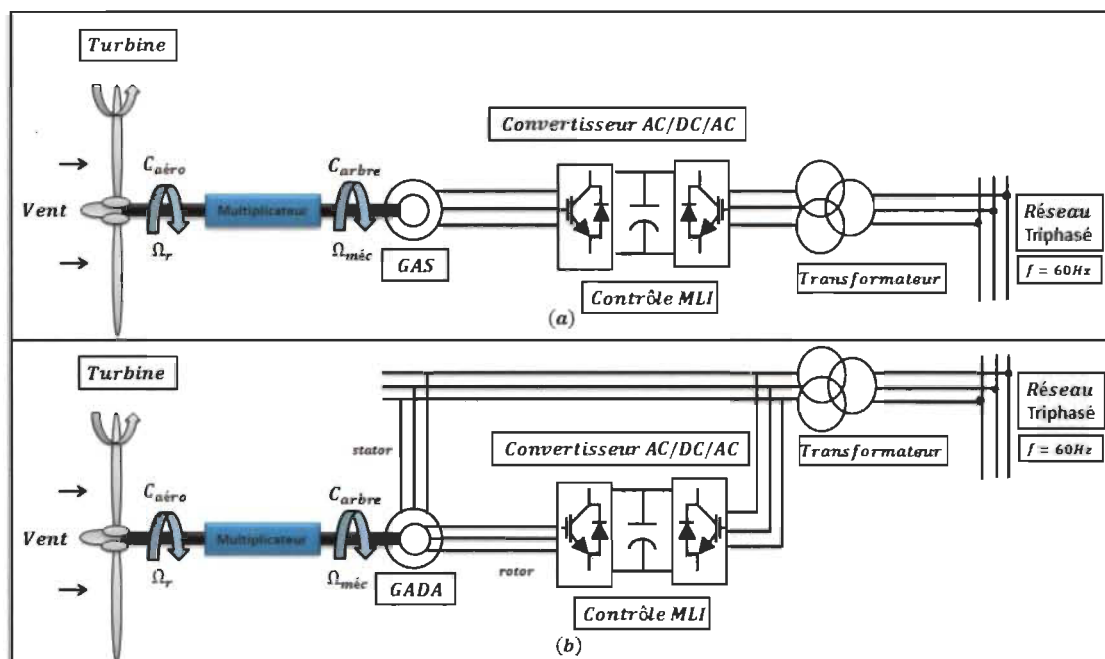 Turbine
Convertisseur AC/DC/AC
C_aéro
C_arbre
Vent
Multiplicateur
Réseau
Triphasé
Ω_r
Ω_méc
GAS
Transformateur
f = 60Hz
Contrôle MLI
(a)
Turbine
Réseau
Triphasé
stator
Convertisseur AC/DC/AC
Transformateur
f = 60Hz
C_aéro
C_arbre
Vent
Multiplicateur
Ω_r
Ω_méc
rotor
GADA
Contrôle MLI
(b)